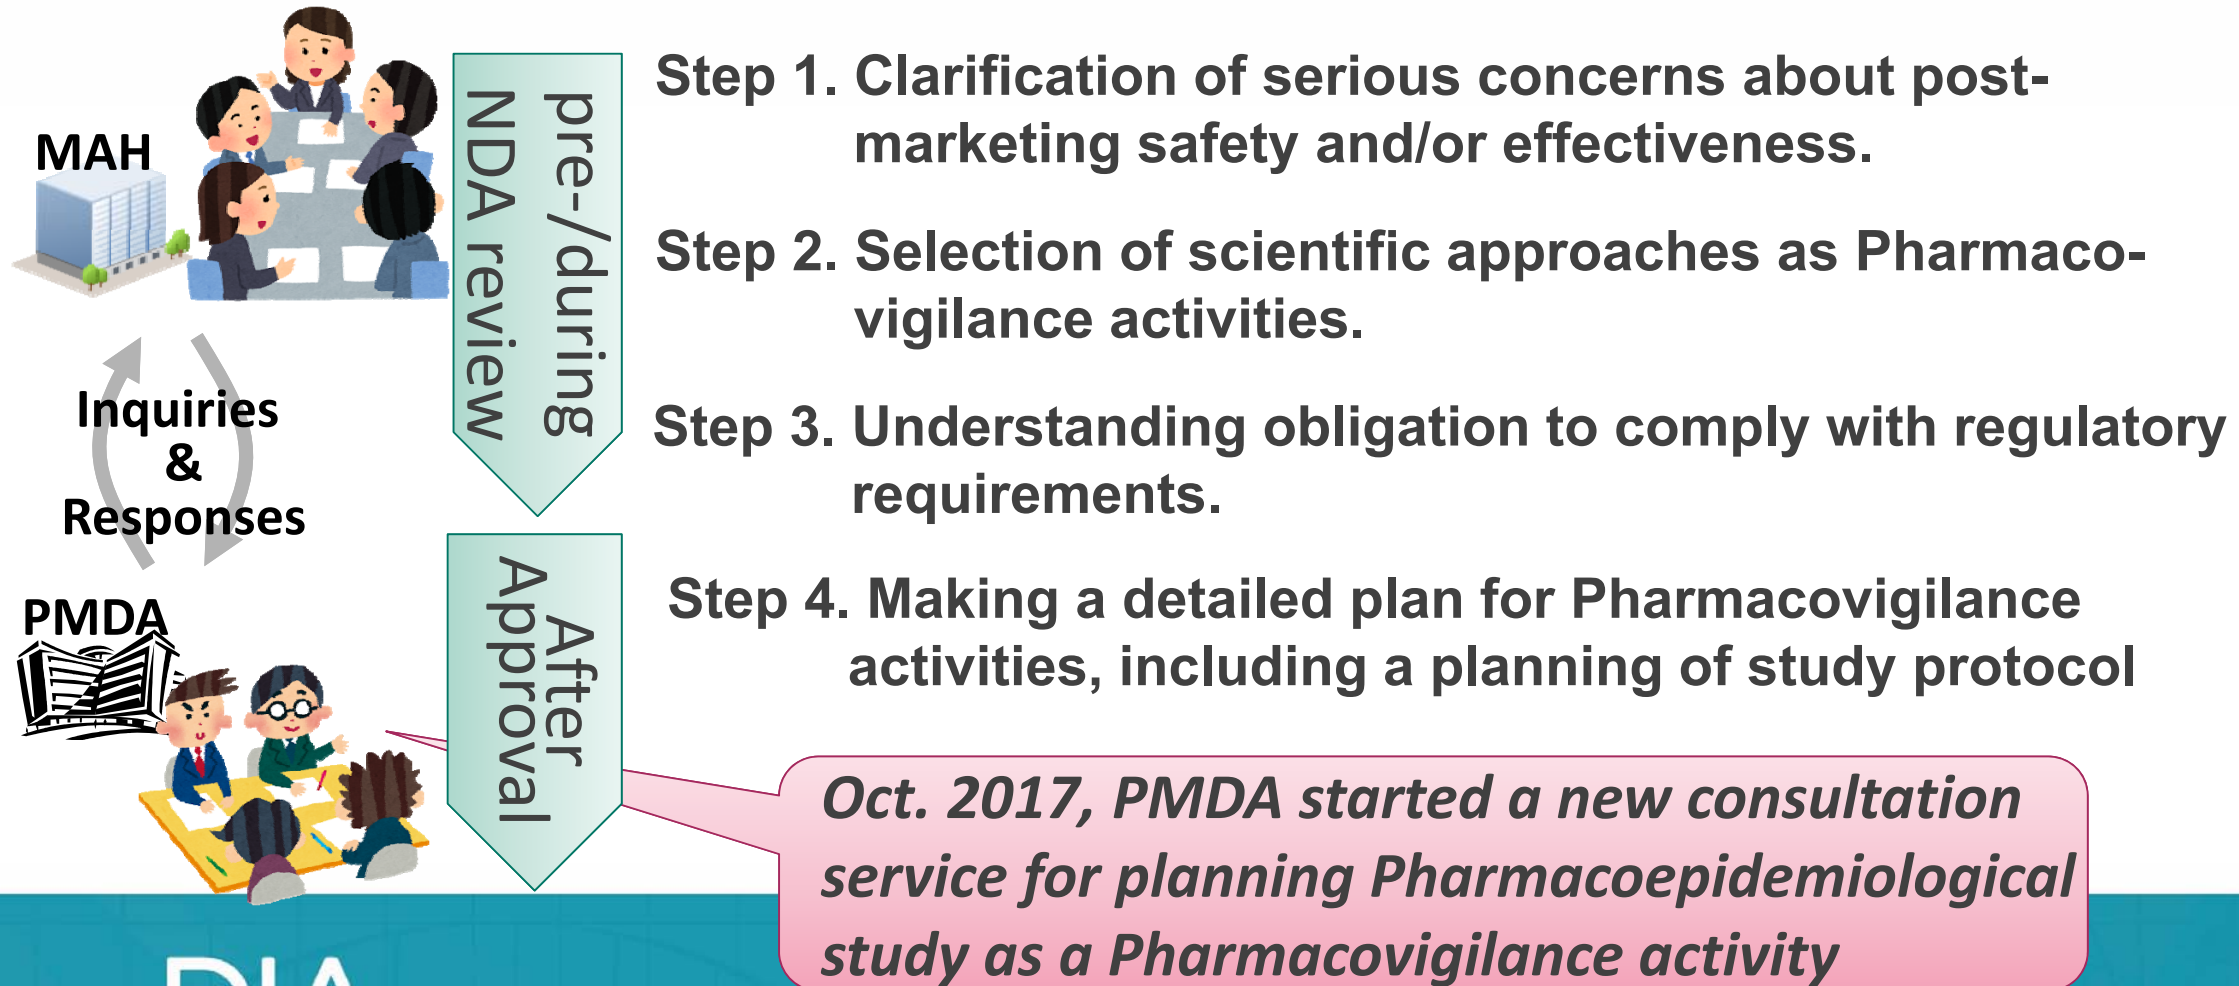 MAH
Inquiries
&
Responses
PMDA
pre-/during
NDA review
After
Approval
Step 1. Clarification of serious concerns about post-
marketing safety and/or effectiveness.
Step 2. Selection of scientific approaches as Pharmaco-
vigilance activities.
Step 3. Understanding obligation to comply with regulatory
requirements.
Step 4. Making a detailed plan for Pharmacovigilance
activities, including a planning of study protocol
Oct. 2017, PMDA started a new consultation
service for planning Pharmacoepidemiological
study as a Pharmacovigilance activity
DIA